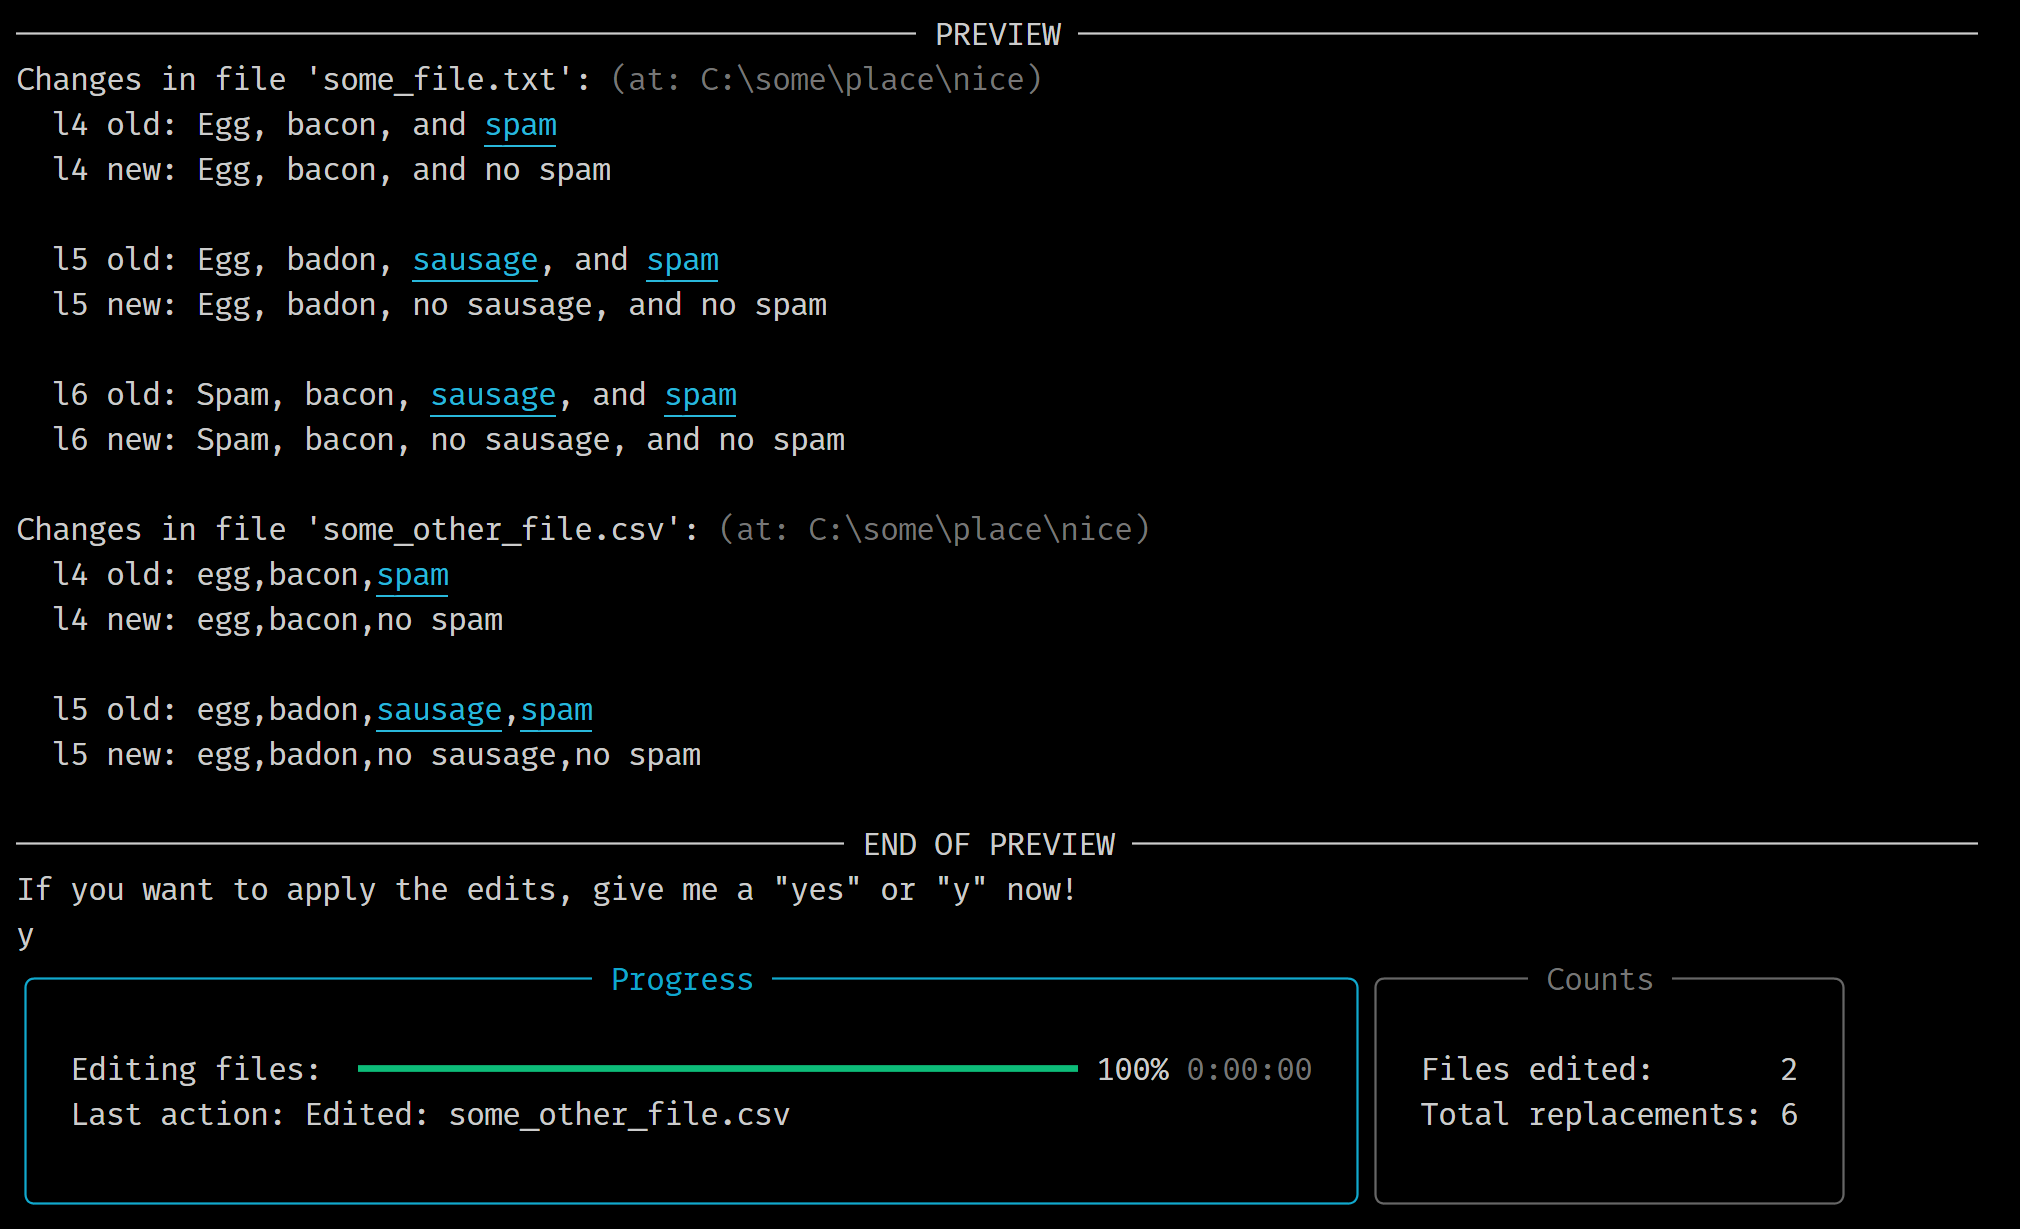 PREVIEW
Changes in file 'some_file.txt': (at: C:\some\place\nice)
l4 old: Egg, bacon, and spam
l4 new: Egg, bacon, and no spam
l5 old: Egg, badon, sausage, and spam
l5 new: Egg, badon, no sausage, and no spam
l6 old: Spam, bacon, sausage, and spam
l6 new: Spam, bacon, no sausage, and no spam
Changes in file 'some_other_file.csv': (at: C:\some\place\nice)
l4 old: egg,bacon,spam
l4 new: egg,bacon,no spam
l5 old: egg,badon,sausage,spam
l5 new: egg,badon,no sausage,no spam
END OF PREVIEW
If you want to apply the edits, give me a "yes" or "y" now!
y
Progress
Editing files: 100% 0:00:00
Last action: Edited: some_other_file.csv
Counts
Files edited: 2
Total replacements: 6